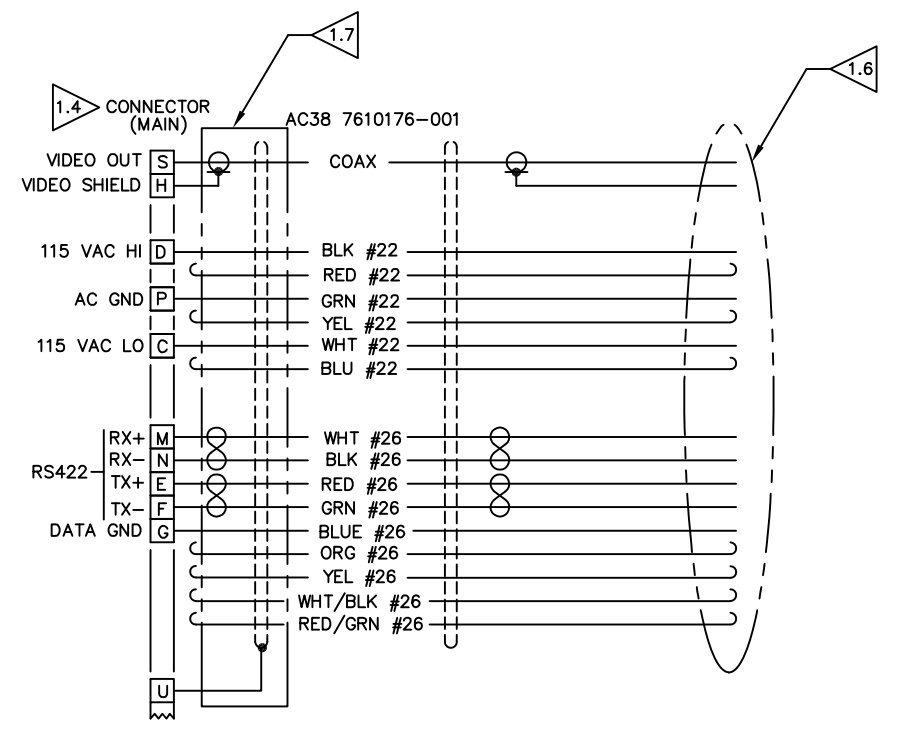 1.7
1.6
1.4 CONNECTOR
(MAIN)
AC38 7610176-001
VIDEO OUT S COAX
VIDEO SHIELD H
115 VAC HI D BLK #22
RED #22
AC GND P GRN #22
YEL #22
115 VAC LO C WHT #22
BLU #22
RX+ M WHT #26
RX- N BLK #26
RS422
TX+ E RED #26
TX- F GRN #26
DATA GND G BLUE #26
ORG #26
YEL #26
WHT/BLK #26
RED/GRN #26
U